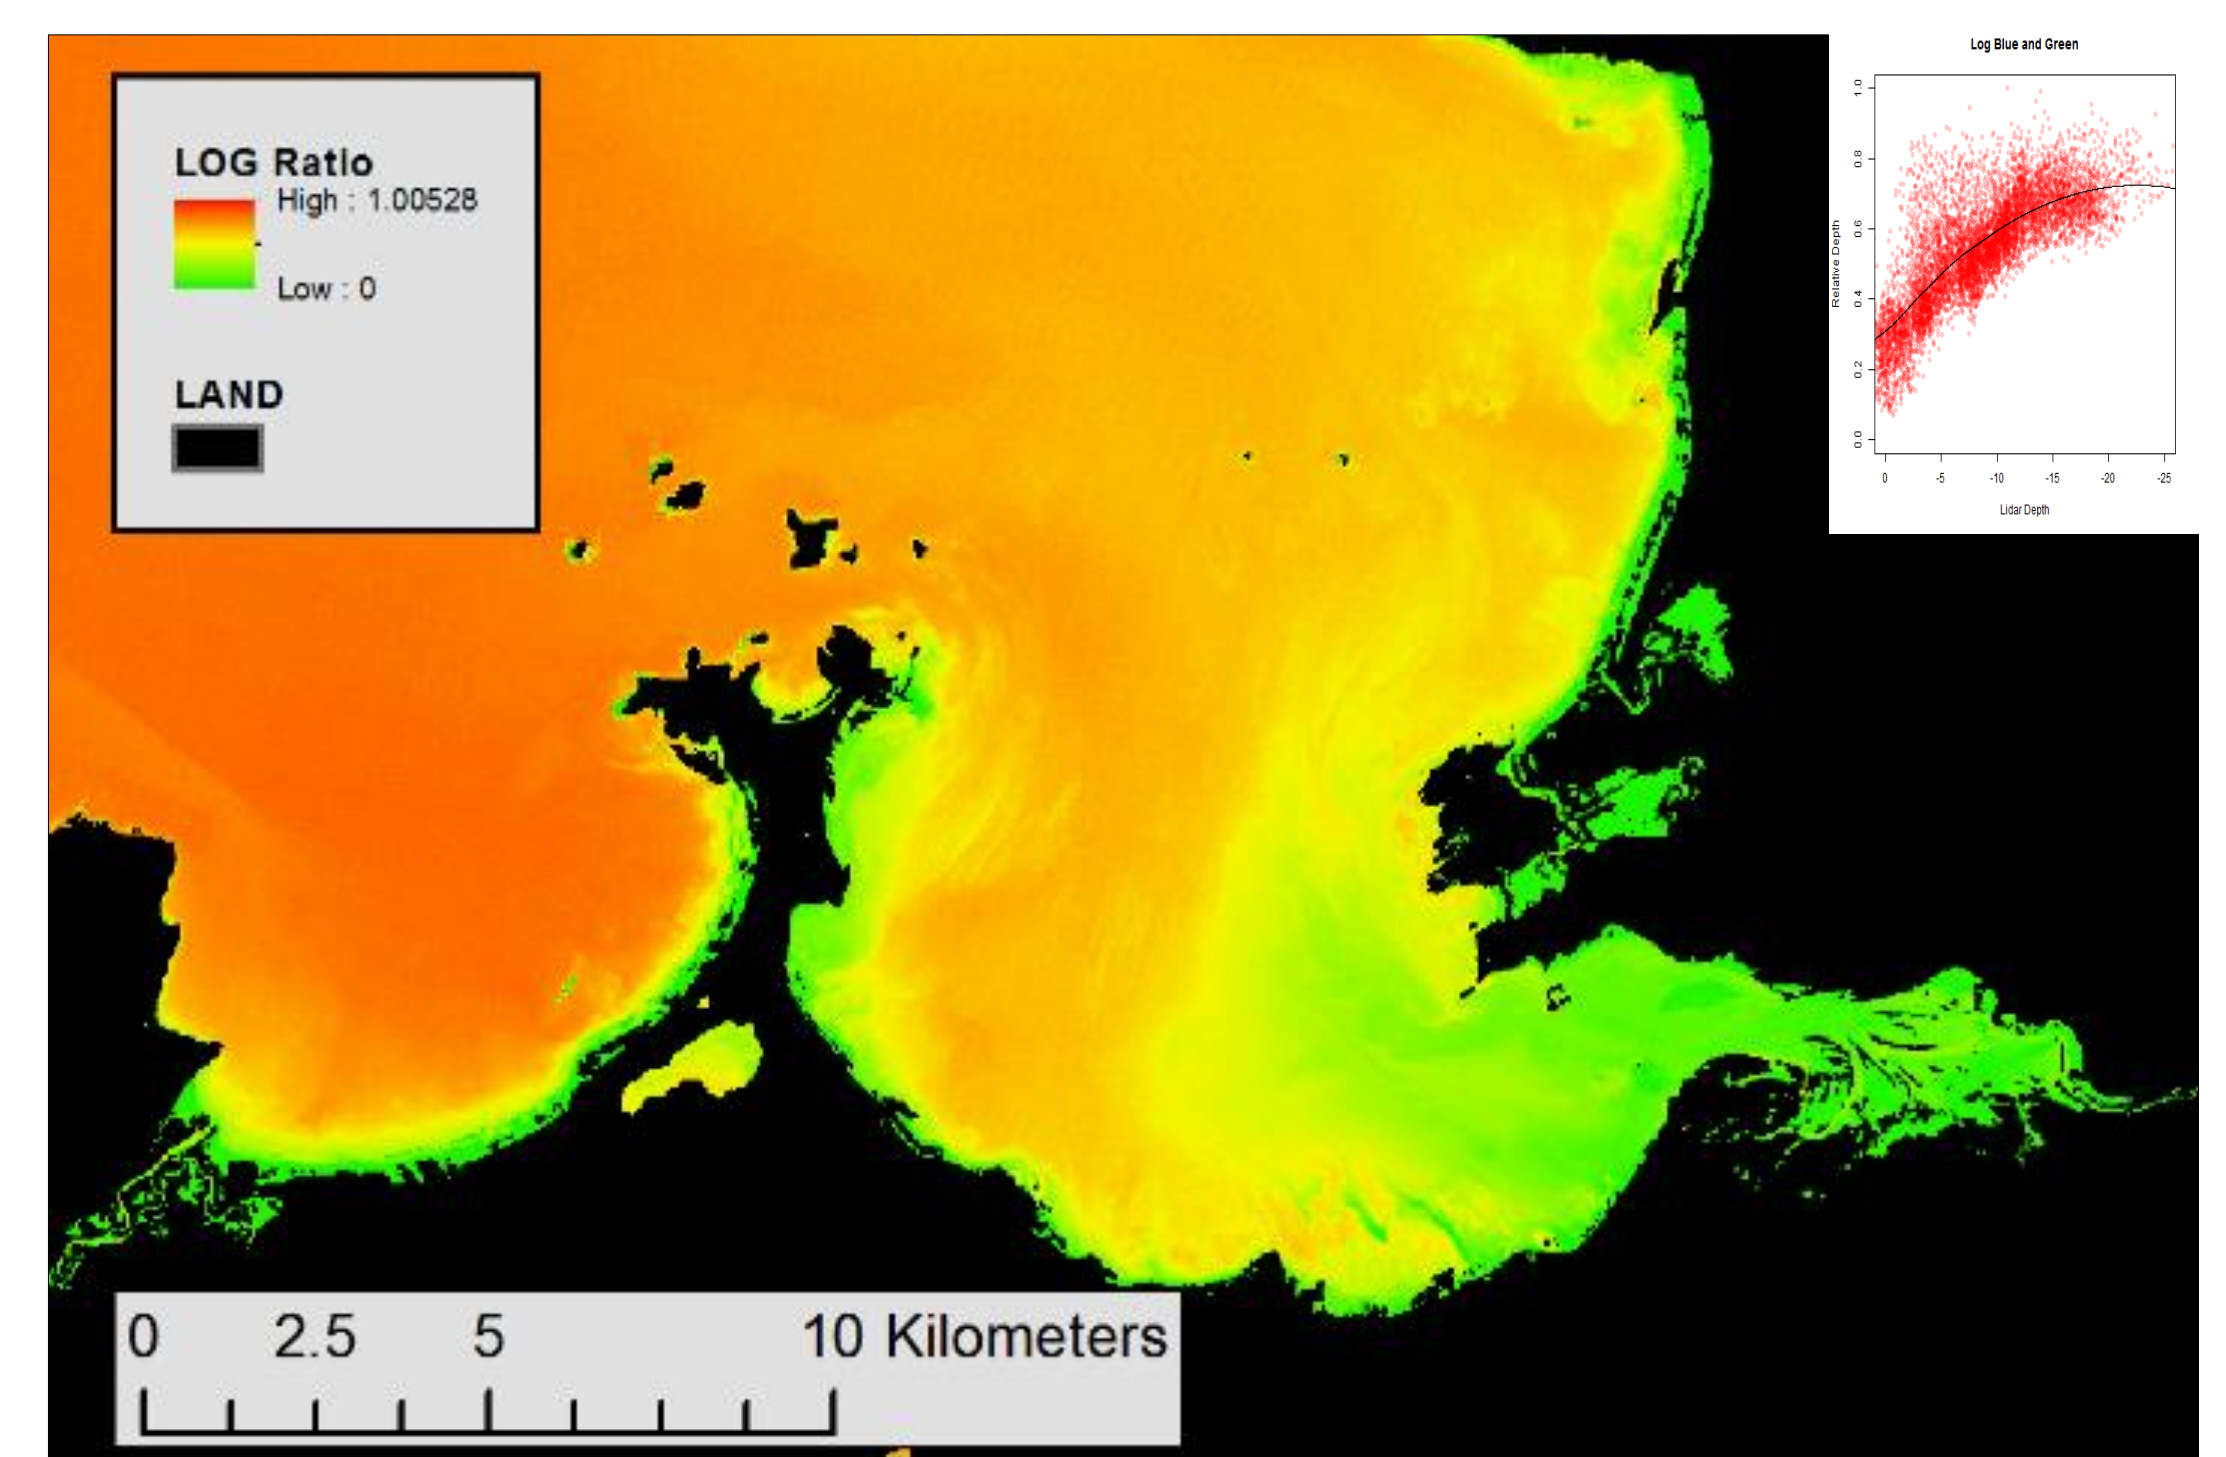 LOG Ratio
High : 1.00528
Low : 0
LAND
Log Blue and Green
Relative Depth
0.0 0.2 0.4 0.6 0.8 1.0
0 -5 -10 -15 -20 -25
Lidar Depth
0 2.5 5 10 Kilometers